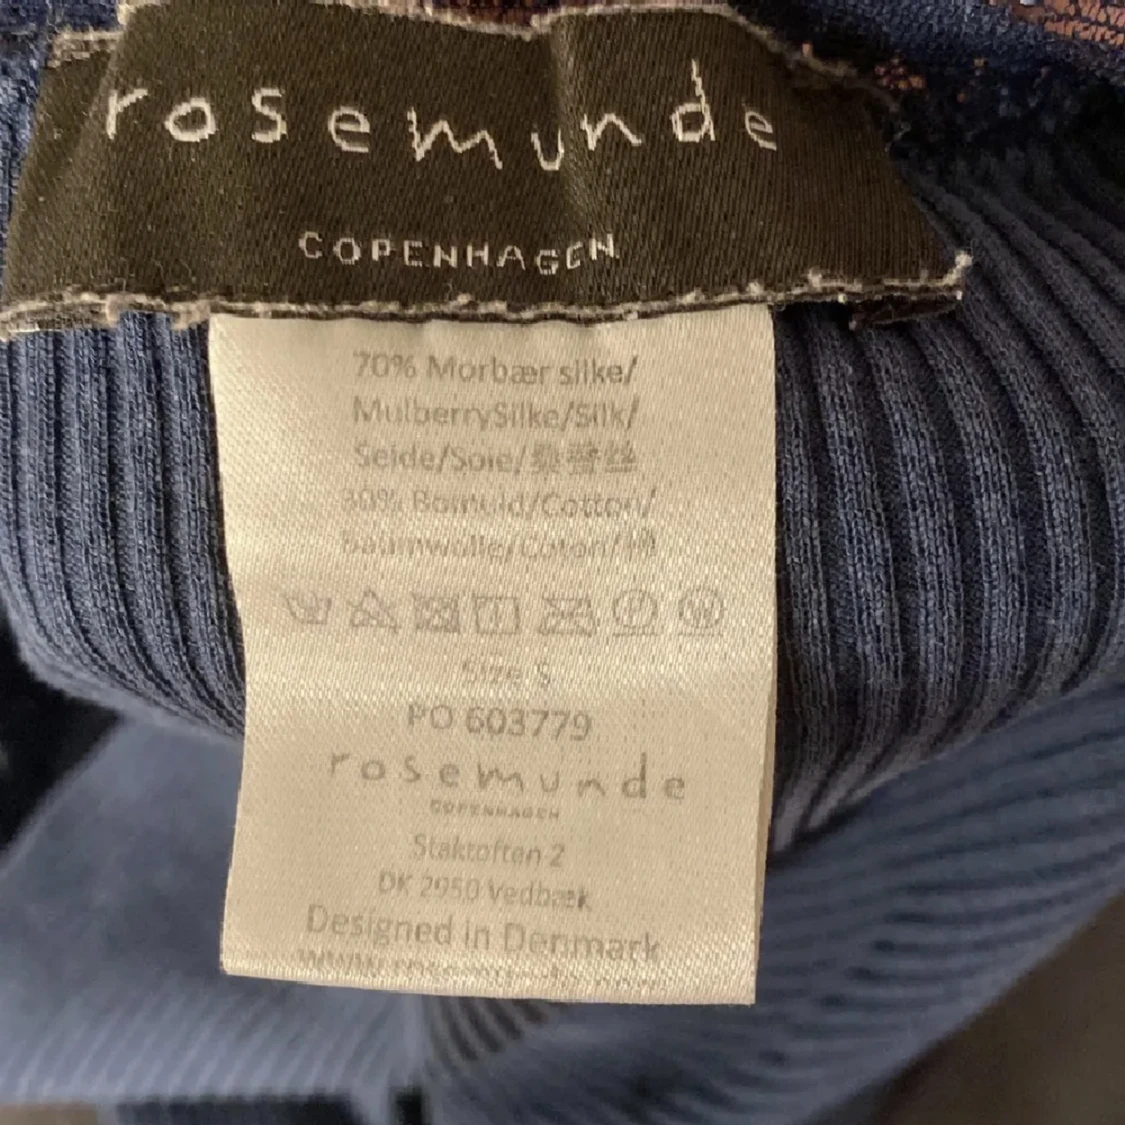 rosemunde
COPENHAGEN
70% Morbær silke/
MulberrySilke/Silk/
Seide/Soie/桑蚕丝
30% Bomuld/Cotton/
Baumwolle/Coton/棉
Size S
PO 603779
rosemunde
COPENHAGEN
Staktoften 2
DK 2950 Vedbæk
Designed in Denmark